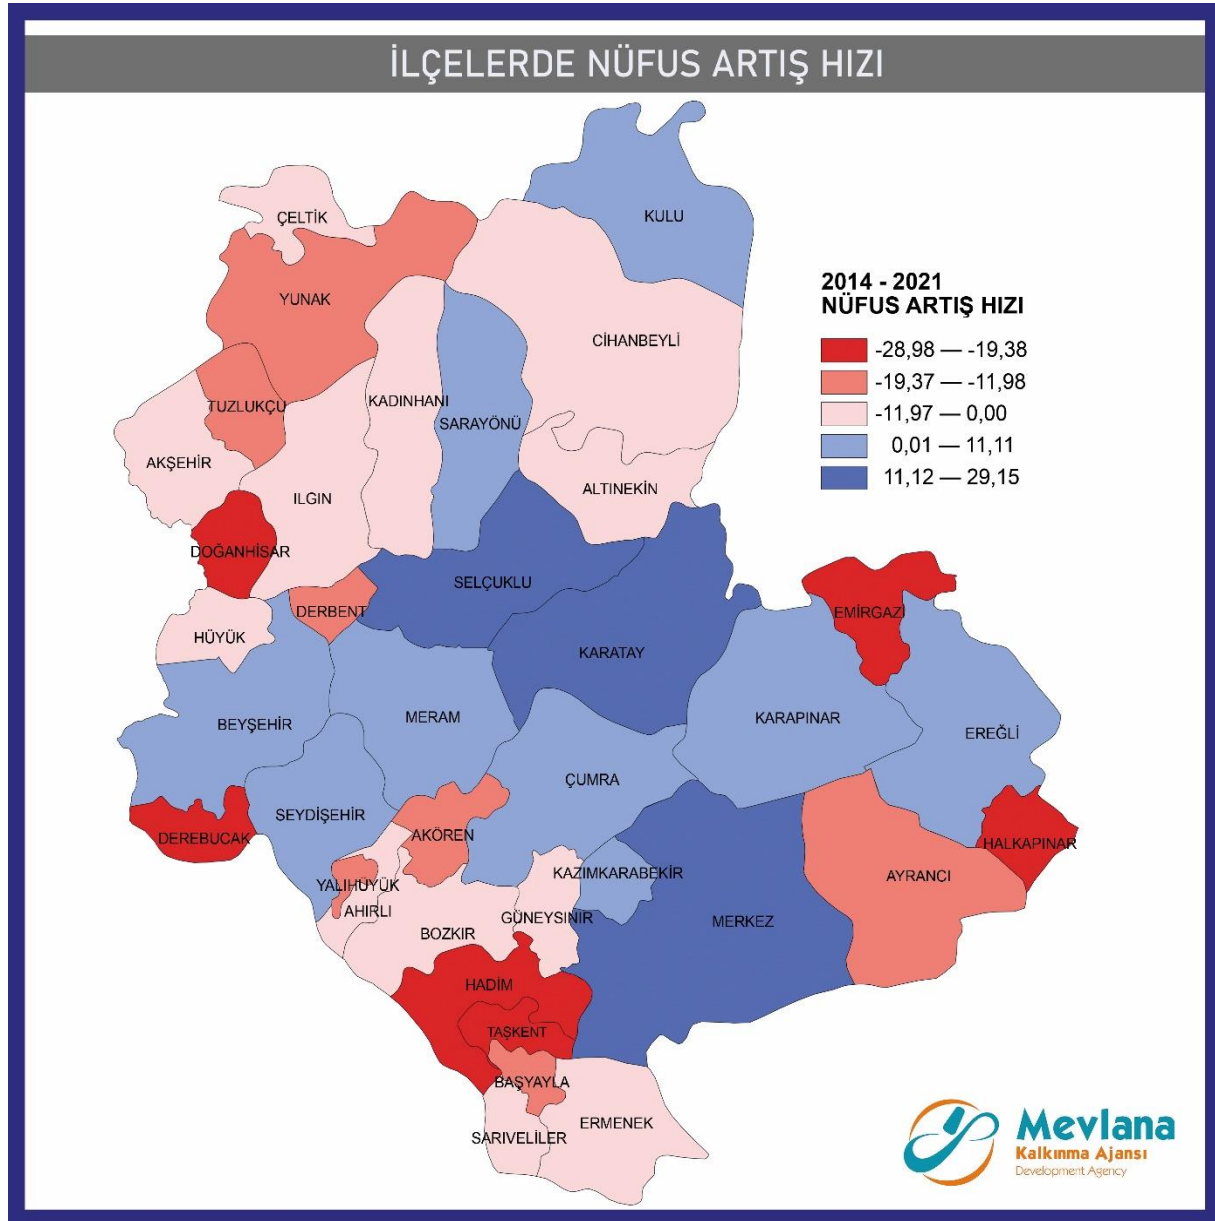 İLÇELERDE NÜFUS ARTIŞ HIZI
KULU
ÇELTİK
YUNAK
2014 - 2021
NÜFUS ARTIŞ HIZI
-28,98 — -19,38
-19,37 — -11,98
-11,97 — 0,00
0,01 — 11,11
11,12 — 29,15
CİHANBEYLİ
KADINHANI
TUZLUKÇU
SARAYÖNÜ
AKŞEHİR
ILGIN
ALTINEKİN
DOĞANHİSAR
SELÇUKLU
DERBENT
EMİRGAZİ
HÜYÜK
KARATAY
BEYŞEHİR
MERAM
KARAPINAR
EREĞLİ
ÇUMRA
SEYDİŞEHİR
DEREBUCAK
AKÖREN
HALKAPINAR
KAZIMKARABEKİR
AYRANCI
YALIHÜYÜK
AHIRLI
GÜNEYSINIR
MERKEZ
BOZKIR
HADİM
TAŞKENT
BAŞYAYLA
ERMENEK
SARIVELİLER
Mevlana
Kalkınma Ajansı
Development Agency